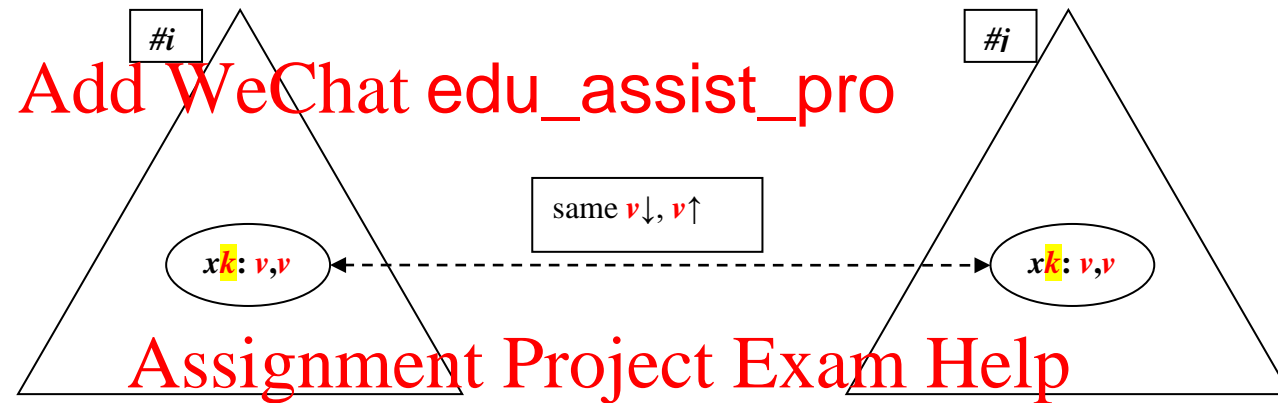 #i #j
Add WeChat edu_assist_pro
same v↓, v↑
xk: v,v xk: v,v
Assignment Project Exam Help